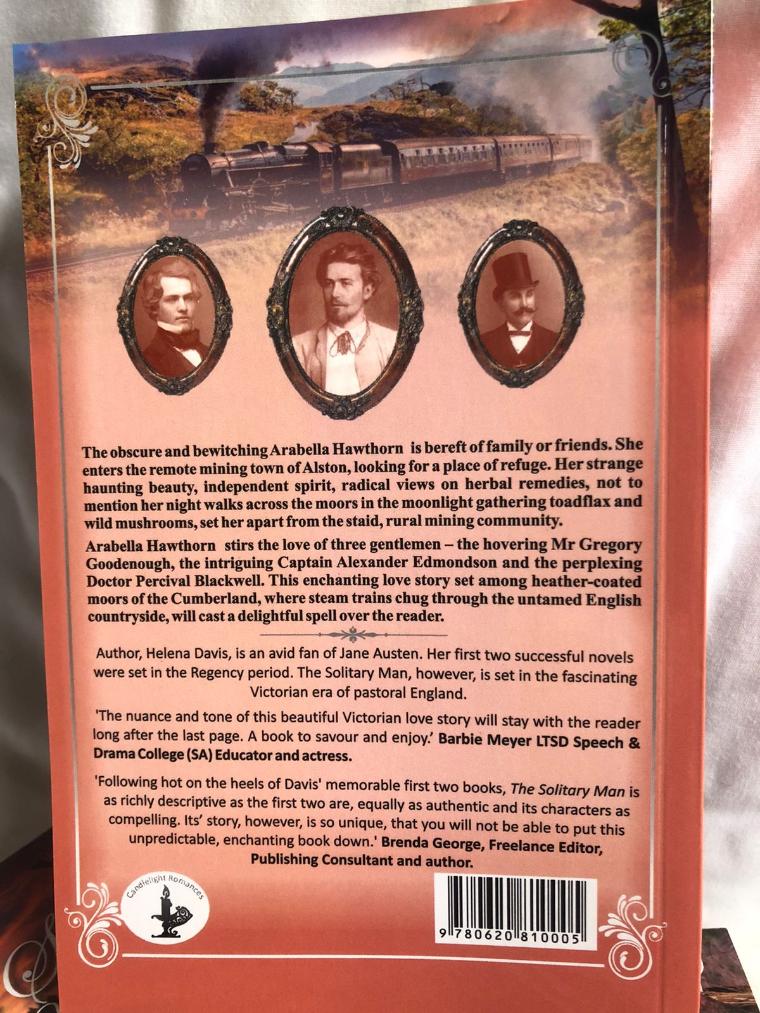 The obscure and bewitching Arabella Hawthorn is bereft of family or friends. She
enters the remote mining town of Alston, looking for a place of refuge. Her strange
haunting beauty, independent spirit, radical views on herbal remedies, not to
mention her night walks across the moors in the moonlight gathering toadflax and
wild mushrooms, set her apart from the staid, rural mining community.
Arabella Hawthorn stirs the love of three gentlemen – the hovering Mr Gregory
Goodenough, the intriguing Captain Alexander Edmondson and the perplexing
Doctor Percival Blackwell. This enchanting love story set among heather-coated
moors of the Cumberland, where steam trains chug through the untamed English
countryside, will cast a delightful spell over the reader.
Author, Helena Davis, is an avid fan of Jane Austen. Her first two successful novels
were set in the Regency period. The Solitary Man, however, is set in the fascinating
Victorian era of pastoral England.
'The nuance and tone of this beautiful Victorian love story will stay with the reader
long after the last page. A book to savour and enjoy.' Barbie Meyer LTSD Speech &
Drama College (SA) Educator and actress.
'Following hot on the heels of Davis' memorable first two books, The Solitary Man is
as richly descriptive as the first two are, equally as authentic and its characters as
compelling. Its' story, however, is so unique, that you will not be able to put this
unpredictable, enchanting book down.' Brenda George, Freelance Editor,
Publishing Consultant and author.
Candlelight Romances
9 780620 810005